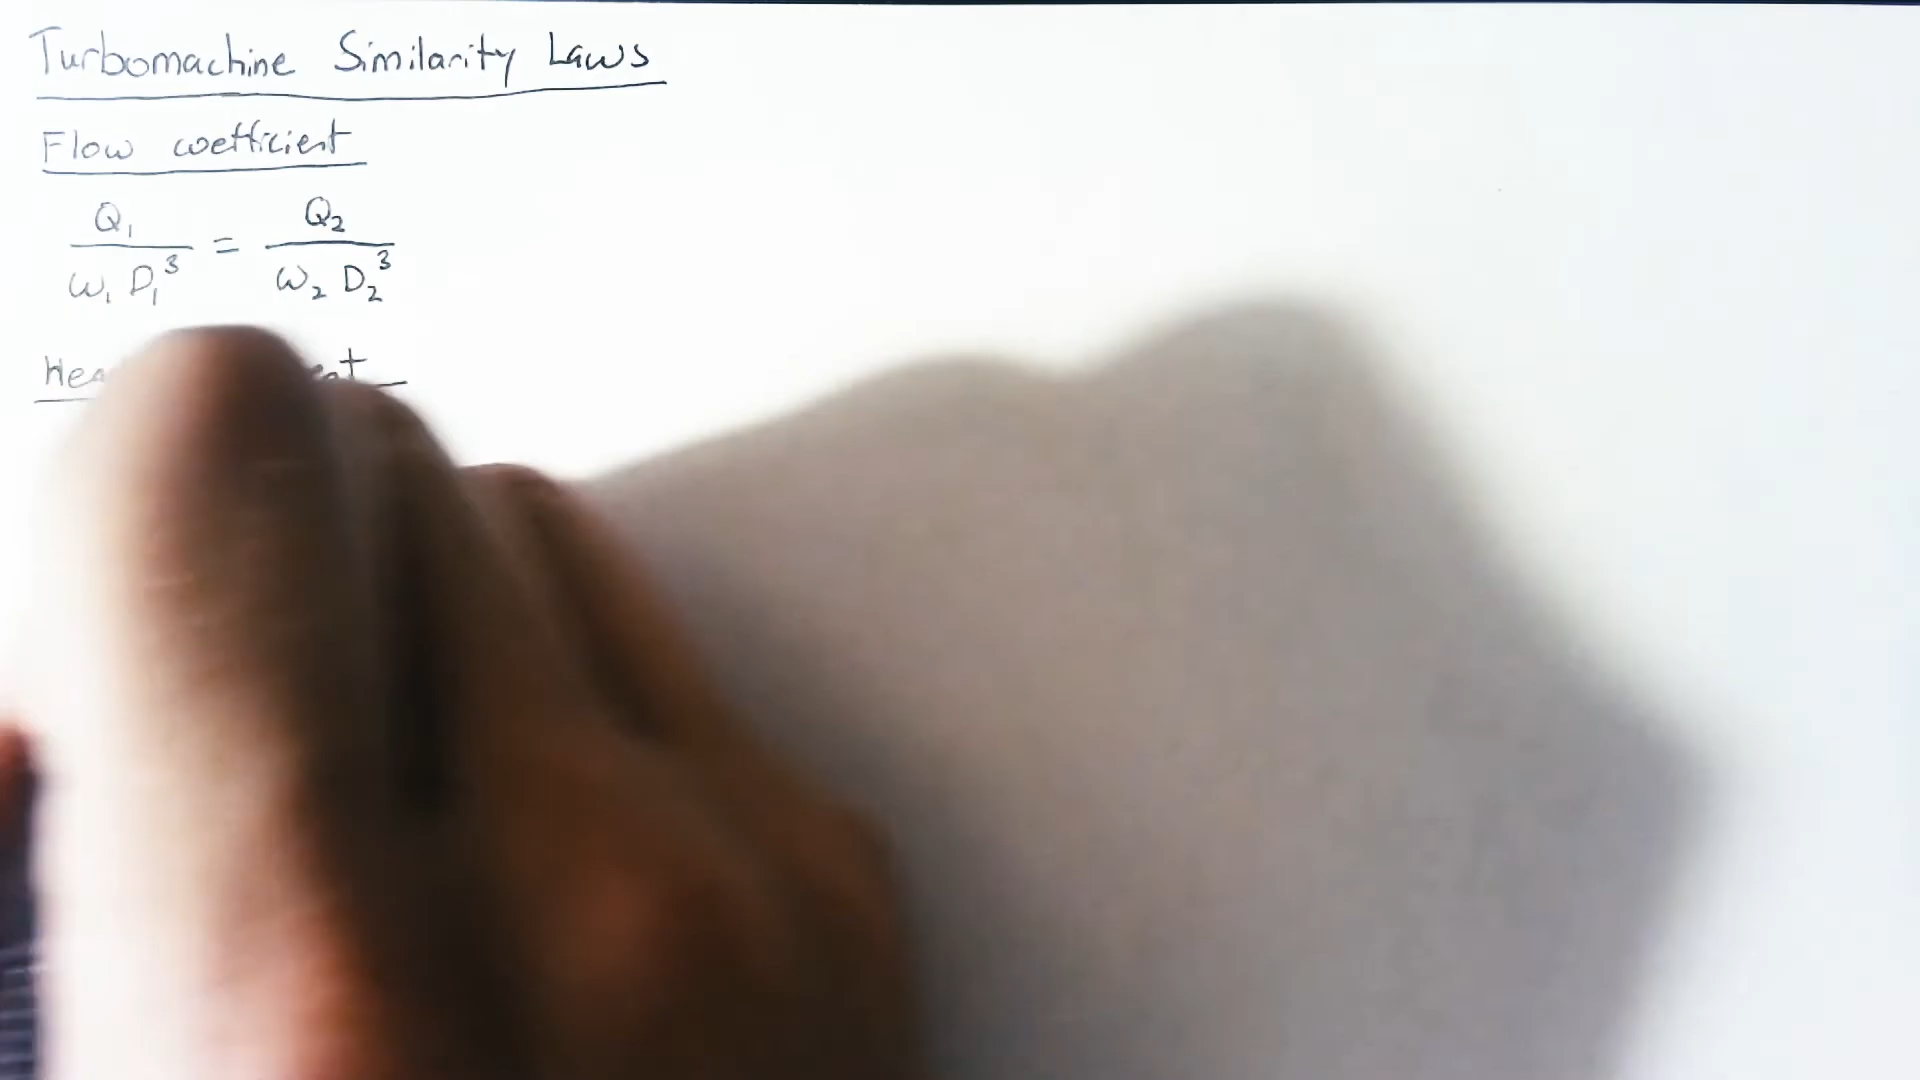 Turbomachine Similarity Laws
Flow coefficient
Q₁ / ω₁ D₁³ = Q₂ / ω₂ D₂³